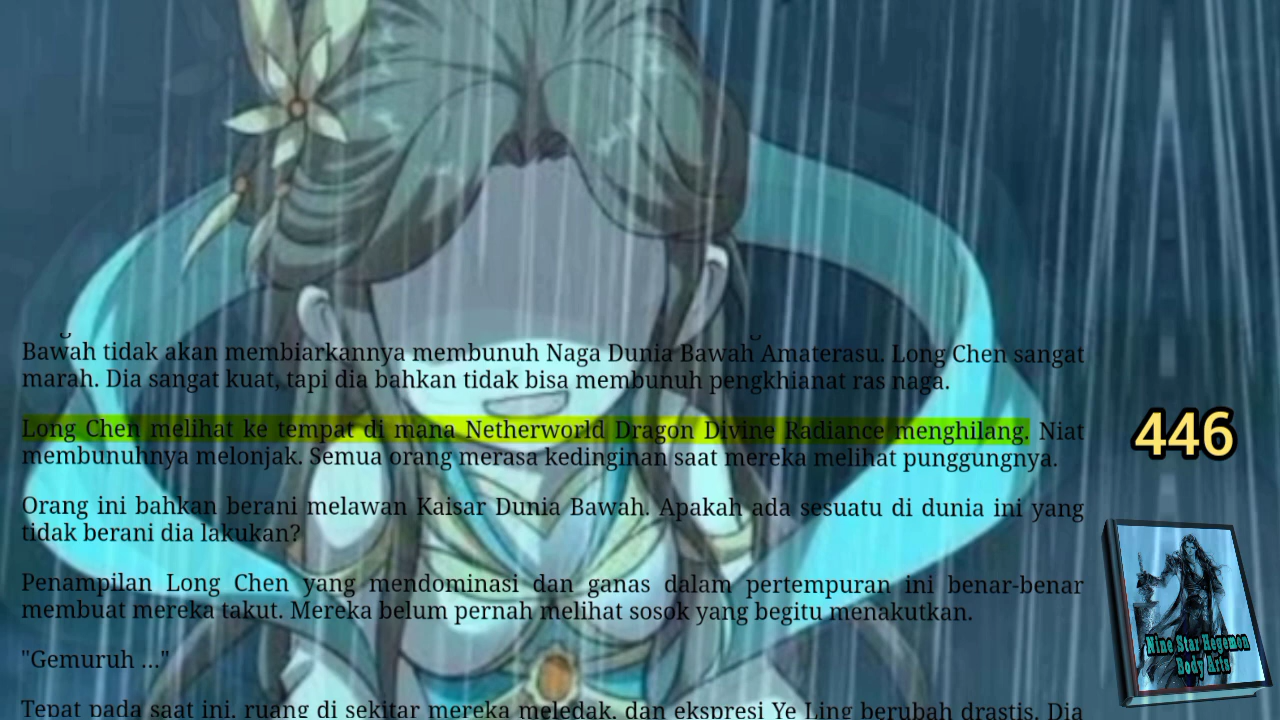 Bawah tidak akan membiarkannya membunuh Naga Dunia Bawah Amaterasu. Long Chen sangat
marah. Dia sangat kuat, tapi dia bahkan tidak bisa membunuh pengkhianat ras naga.
Long Chen melihat ke tempat di mana Netherworld Dragon Divine Radiance menghilang. Niat
membunuhnya melonjak. Semua orang merasa kedinginan saat mereka melihat punggungnya.
Orang ini bahkan berani melawan Kaisar Dunia Bawah. Apakah ada sesuatu di dunia ini yang
tidak berani dia lakukan?
Penampilan Long Chen yang mendominasi dan ganas dalam pertempuran ini benar-benar
membuat mereka takut. Mereka belum pernah melihat sosok yang begitu menakutkan.
"Gemuruh ..."
Tepat pada saat ini, ruang di sekitar mereka meledak, dan ekspresi Ye Ling berubah drastis. Dia
446
Nine Star Hegemon
Body Arts